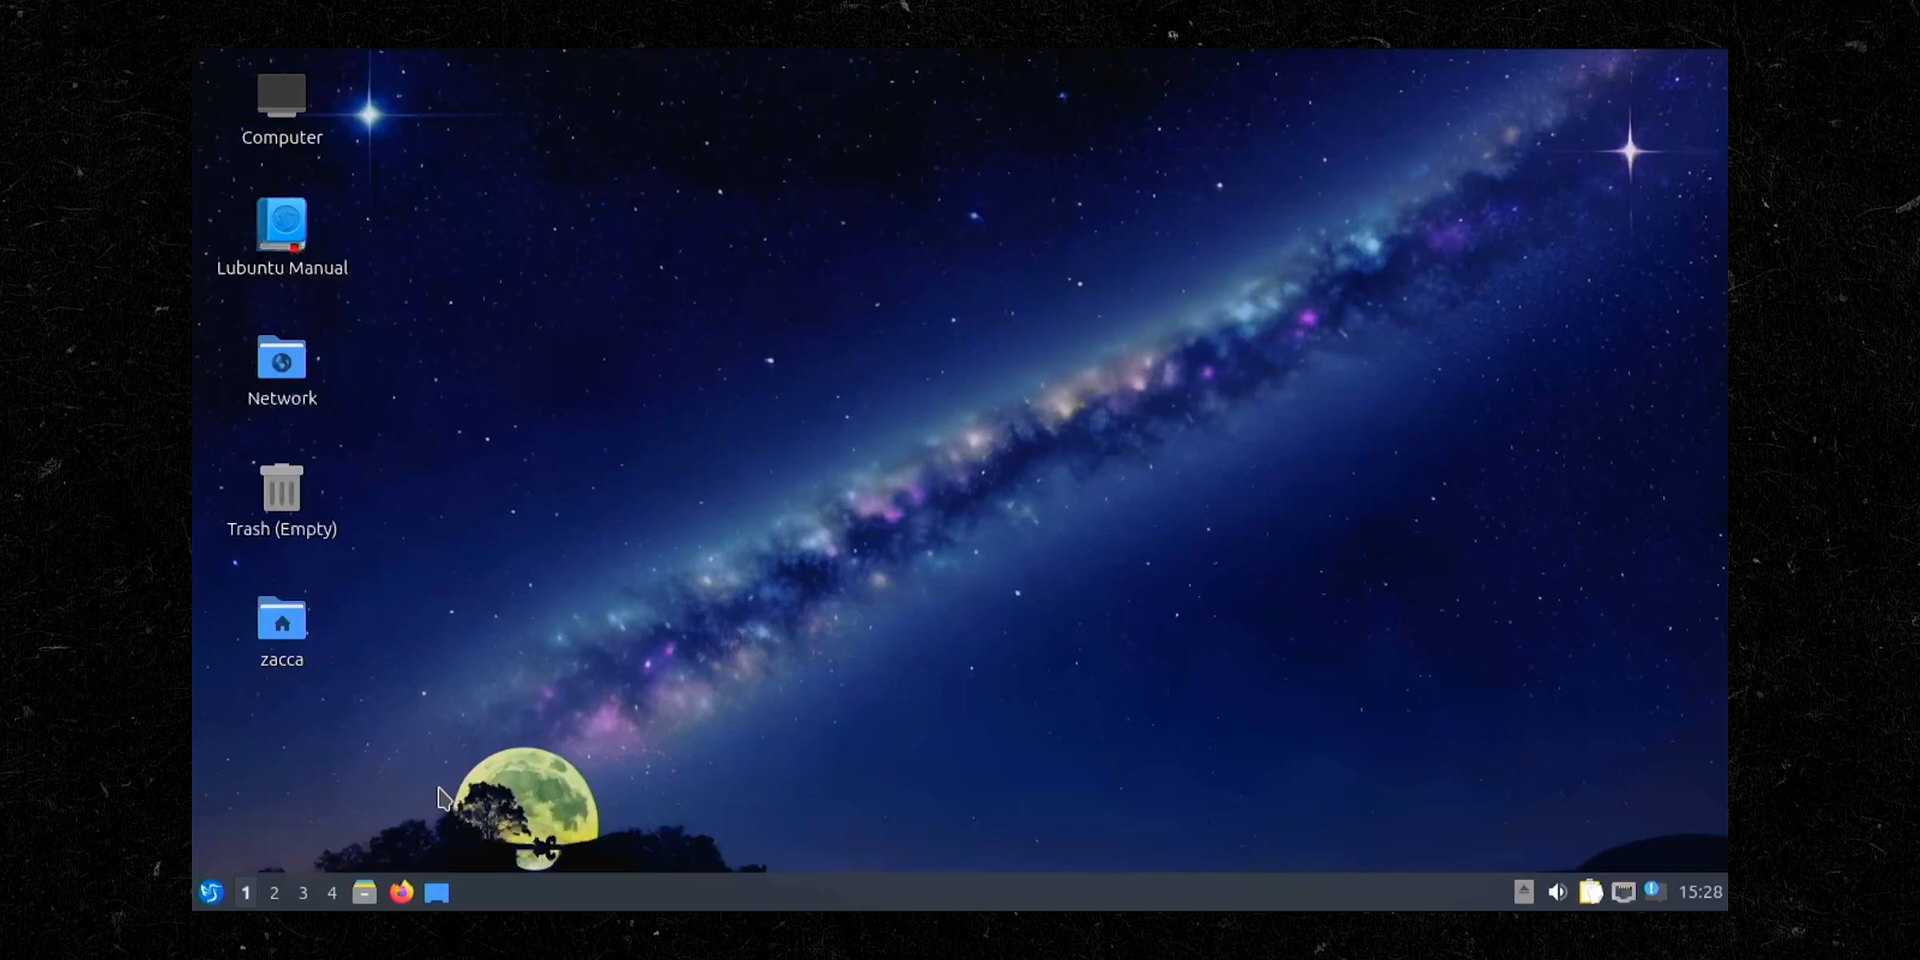 Computer
Lubuntu Manual
Network
Trash (Empty)
zacca
1 2 3 4
15:28